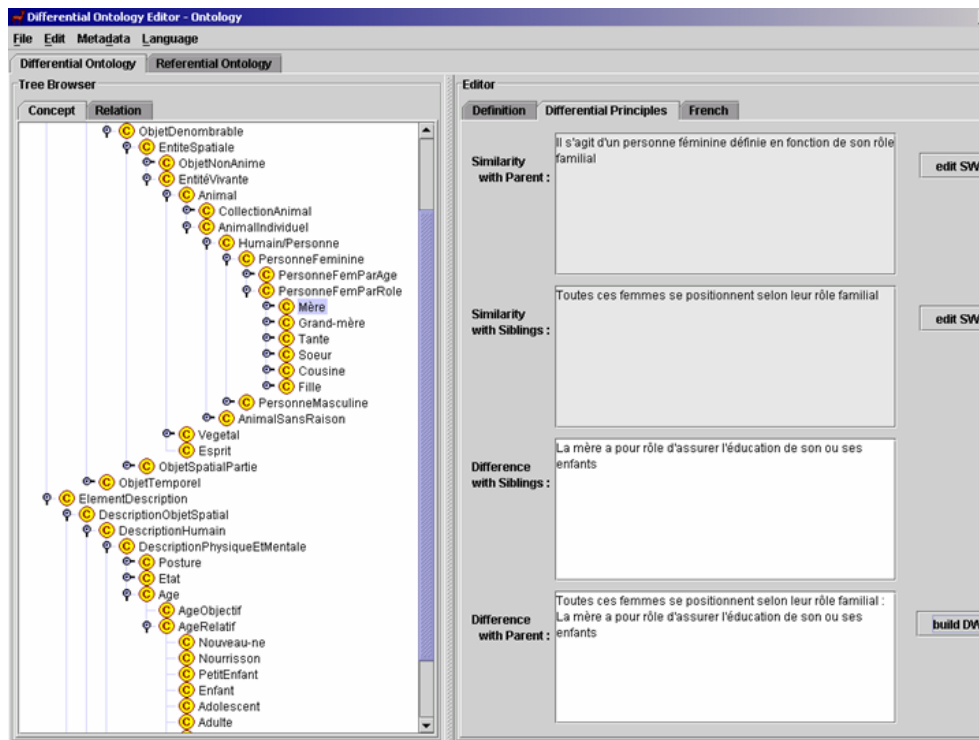 Differential Ontology Editor - Ontology
File Edit Metadata Language
Differential Ontology Referential Ontology
Tree Browser
Concept Relation
ObjetDenombrable
EntiteSpatiale
ObjetNonAnime
EntitéVivante
Animal
CollectionAnimal
AnimalIndividuel
Humain/Personne
PersonneFeminine
PersonneFemParAge
PersonneFemParRole
Mère
Grand-mère
Tante
Soeur
Cousine
Fille
PersonneMasculine
AnimalSansRaison
Vegetal
Esprit
ObjetSpatialPartie
ObjetTemporel
ElementDescription
DescriptionObjetSpatial
DescriptionHumain
DescriptionPhysiqueEtMentale
Posture
Etat
Age
AgeObjectif
AgeRelatif
Nouveau-ne
Nourrisson
PetitEnfant
Enfant
Adolescent
Adulte
Editor
Definition Differential Principles French
Similarity
with Parent :
Il s'agit d'un personne féminine définie en fonction de son rôle
familial
edit SW
Similarity
with Siblings :
Toutes ces femmes se positionnent selon leur rôle familial
edit SW
Difference
with Siblings :
La mère a pour rôle d'assurer l'éducation de son ou ses
enfants
Difference
with Parent :
Toutes ces femmes se positionnent selon leur rôle familial :
La mère a pour rôle d'assurer l'éducation de son ou ses
enfants
build DW